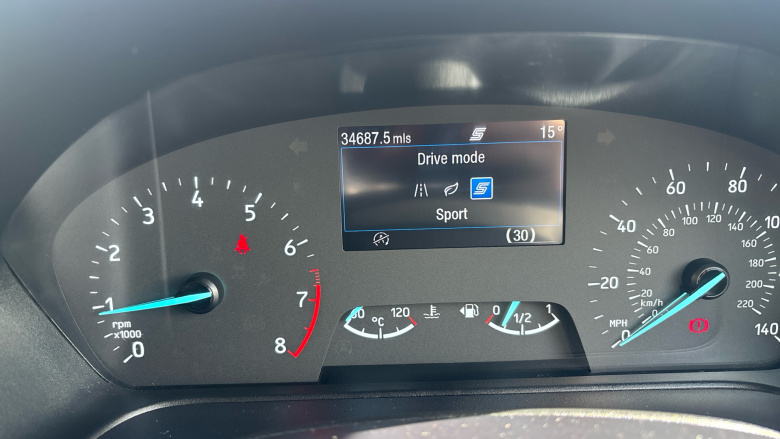 34687.5 mls 15°
Drive mode
Sport
(30)
0 1 2 3 4 5 6 7 8
rpm
x1000
60 120
°C
0 1/2 1
0 20 40 60 80 140
MPH
20 40 60 80 100 120 140 160 180 200 220
km/h